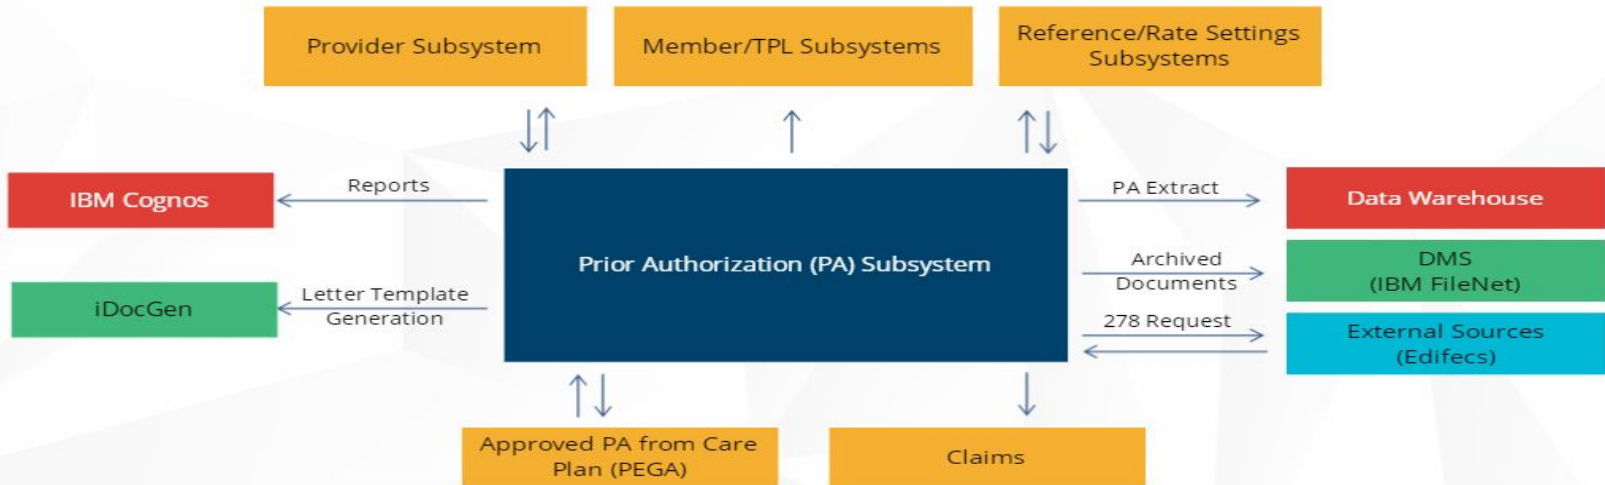 Provider Subsystem
Member/TPL Subsystems
Reference/Rate Settings
Subsystems
IBM Cognos
Reports
Prior Authorization (PA) Subsystem
PA Extract
Data Warehouse
iDocGen
Letter Template
Generation
Archived
Documents
DMS
(IBM FileNet)
278 Request
External Sources
(Edifecs)
Approved PA from Care
Plan (PEGA)
Claims